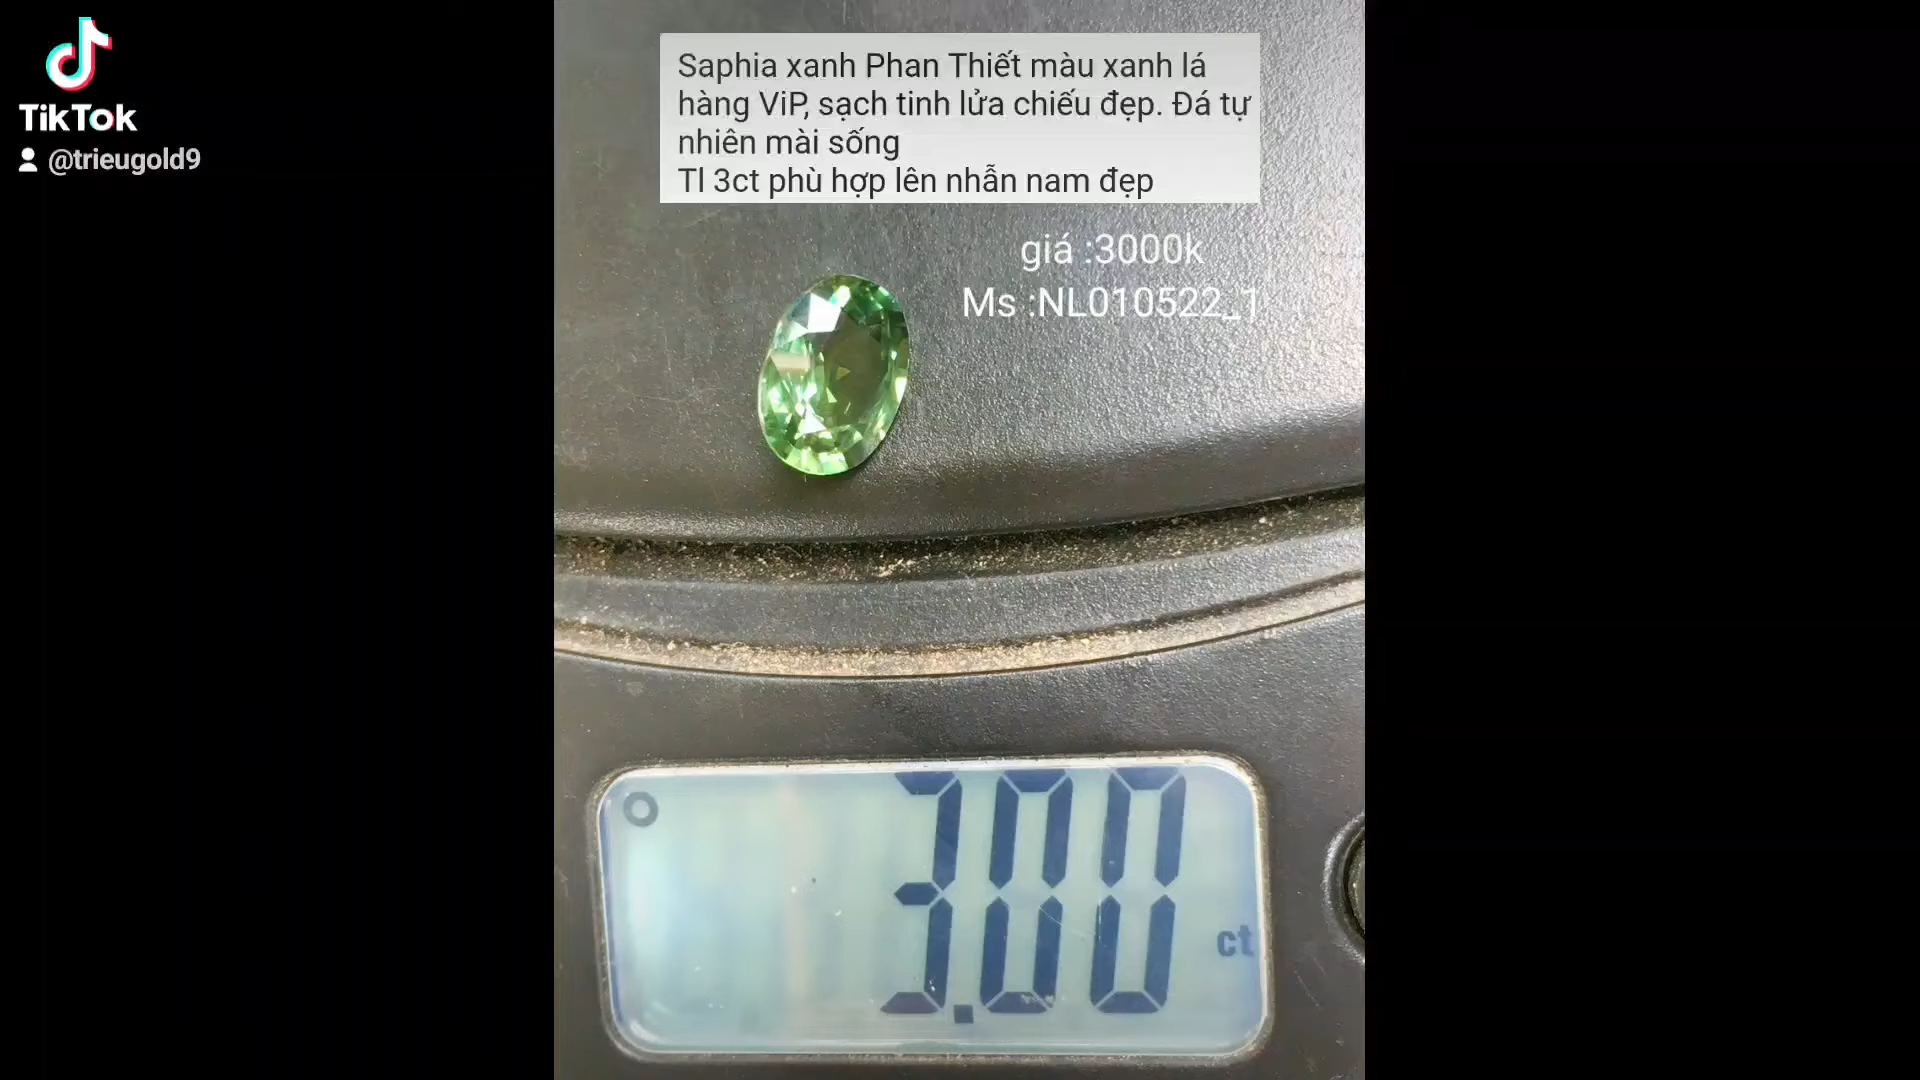 TikTok
@trieugold9
Saphia xanh Phan Thiết màu xanh lá
hàng ViP, sạch tinh lửa chiếu đẹp. Đá tự
nhiên mài sống
Tl 3ct phù hợp lên nhẫn nam đẹp
giá :3000k
Ms :NL010522_1
3.00
ct